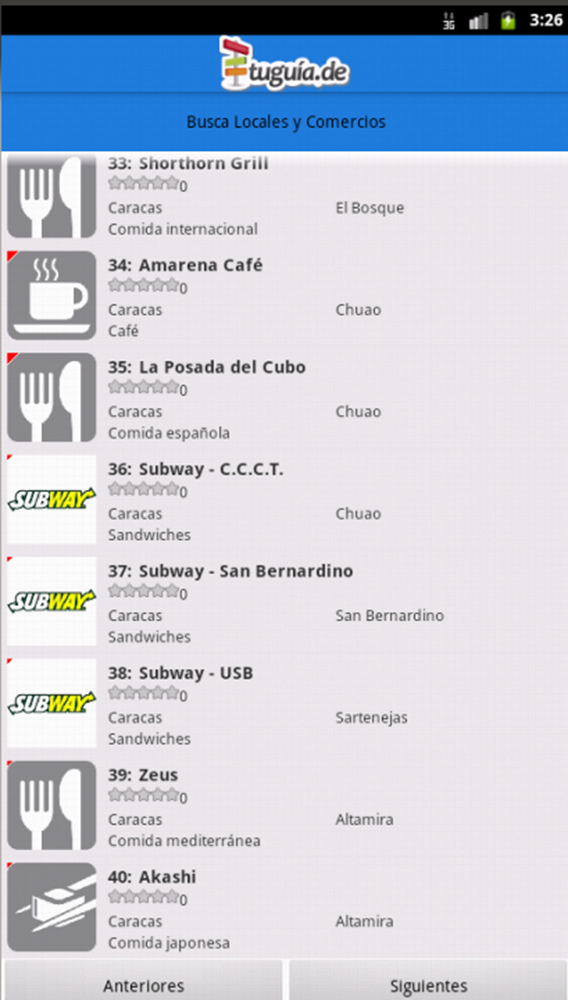 3G 3:26
tuguía.de
Busca Locales y Comercios
33: Shorthorn Grill
0
Caracas El Bosque
Comida internacional
34: Amarena Café
0
Caracas Chuao
Café
35: La Posada del Cubo
0
Caracas Chuao
Comida española
36: Subway - C.C.C.T.
SUBWAY 0
Caracas Chuao
Sandwiches
37: Subway - San Bernardino
SUBWAY 0
Caracas San Bernardino
Sandwiches
38: Subway - USB
SUBWAY 0
Caracas Sartenejas
Sandwiches
39: Zeus
0
Caracas Altamira
Comida mediterránea
40: Akashi
0
Caracas Altamira
Comida japonesa
Anteriores Siguientes